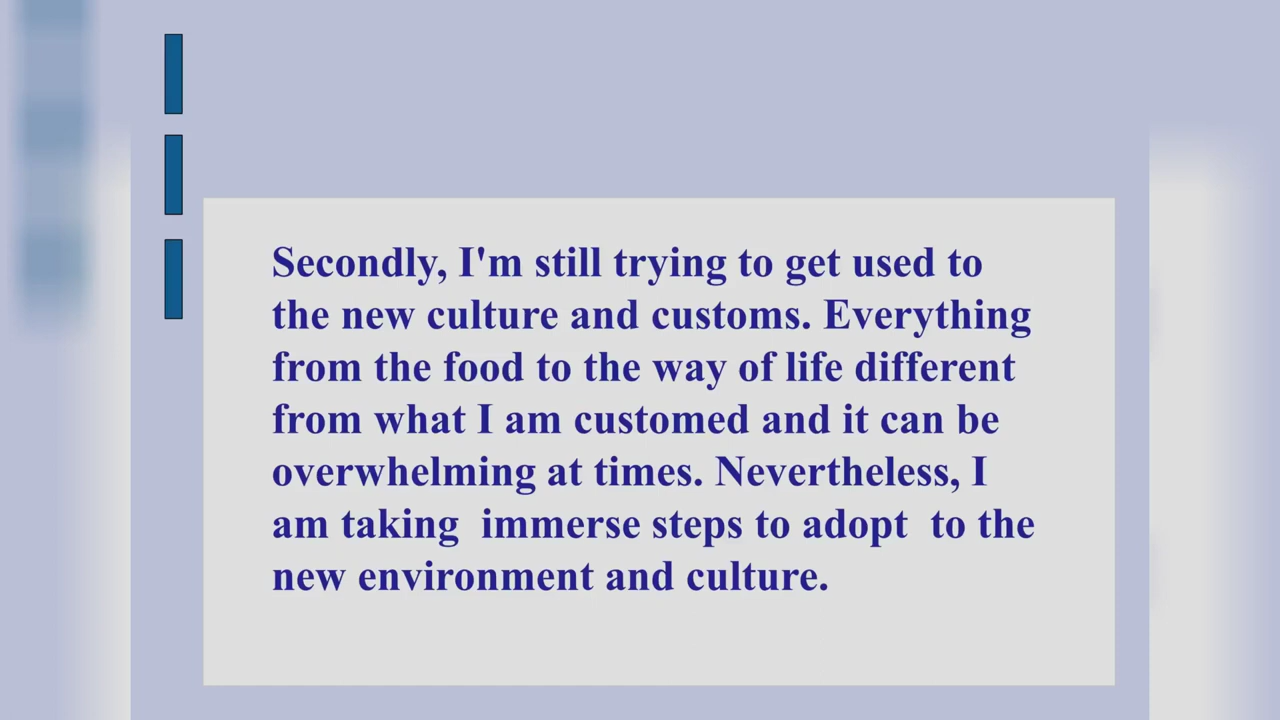 Secondly, I'm still trying to get used to
the new culture and customs. Everything
from the food to the way of life different
from what I am customed and it can be
overwhelming at times. Nevertheless, I
am taking  immerse steps to adopt  to the
new environment and culture.